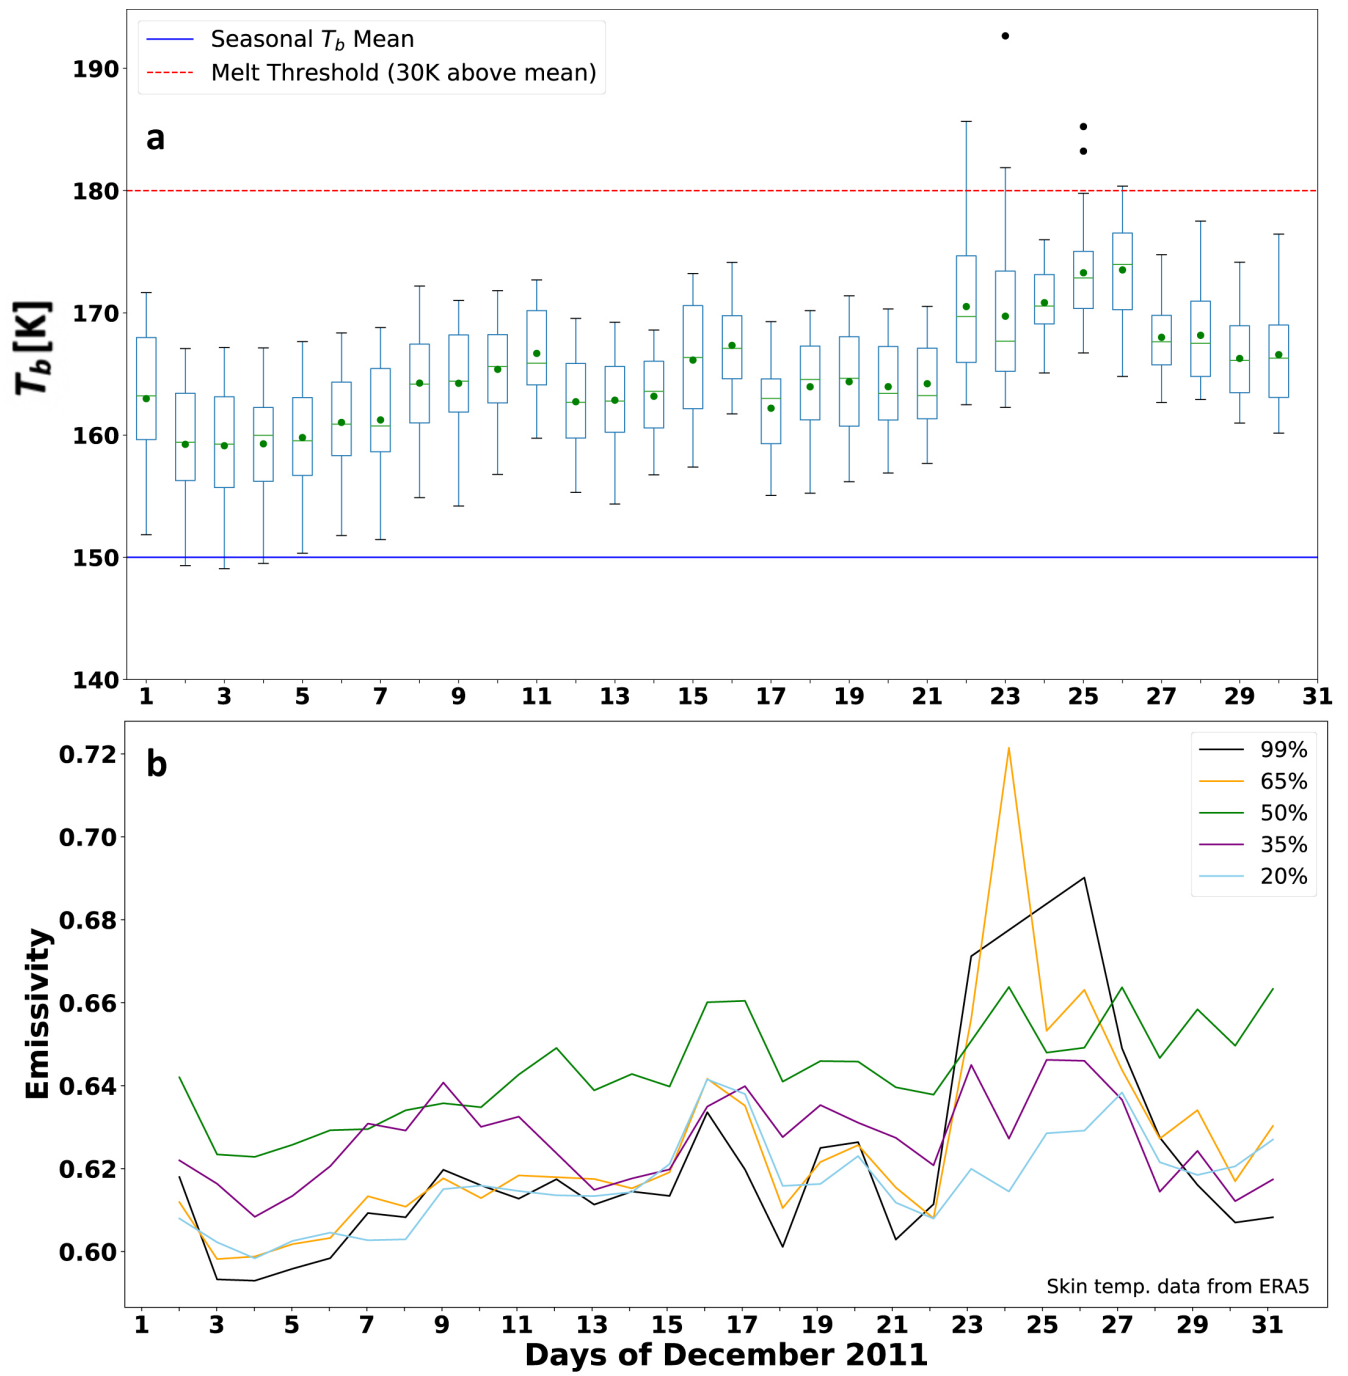 Seasonal T_b Mean
Melt Threshold (30K above mean)
a
T_b [K]
190
180
170
160
150
140
1 3 5 7 9 11 13 15 17 19 21 23 25 27 29 31
b
99%
65%
50%
35%
20%
Emissivity
0.72
0.70
0.68
0.66
0.64
0.62
0.60
Skin temp. data from ERA5
1 3 5 7 9 11 13 15 17 19 21 23 25 27 29 31
Days of December 2011